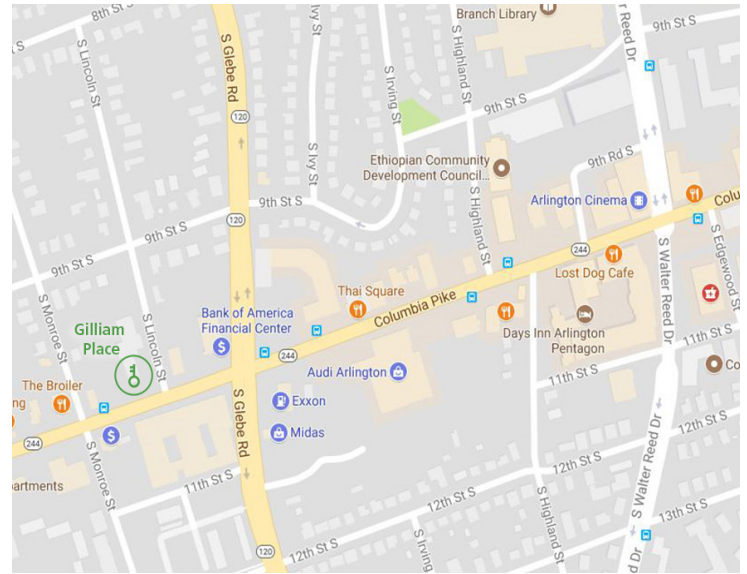 8th St S
S Lincoln St
S Glebe Rd
S Ivy St
S Irving St
S Highland St
Branch Library
r Reed Dr
9th St S
120
9th St S
Ethiopian Community
Development Council...
9th Rd S
Arlington Cinema
Colu
S Ivy St
9th St S
120
9th St S
S Highland St
244
S Edgewood St
9th St S
Thai Square
Lost Dog Cafe
S Walter Reed Dr
Columbia Pike
Bank of America
Financial Center
Gilliam
Place
S Monroe St
S Lincoln St
Days Inn Arlington
Pentagon
11th St S
244
Audi Arlington
Co
11th St S
The Broiler
ng
Exxon
S Glebe Rd
Midas
12th St S
244
S Monroe St
artments
11th St S
12th St S
S Highland St
S Walter Reed Dr
13th St S
120
12th St S
S Irving